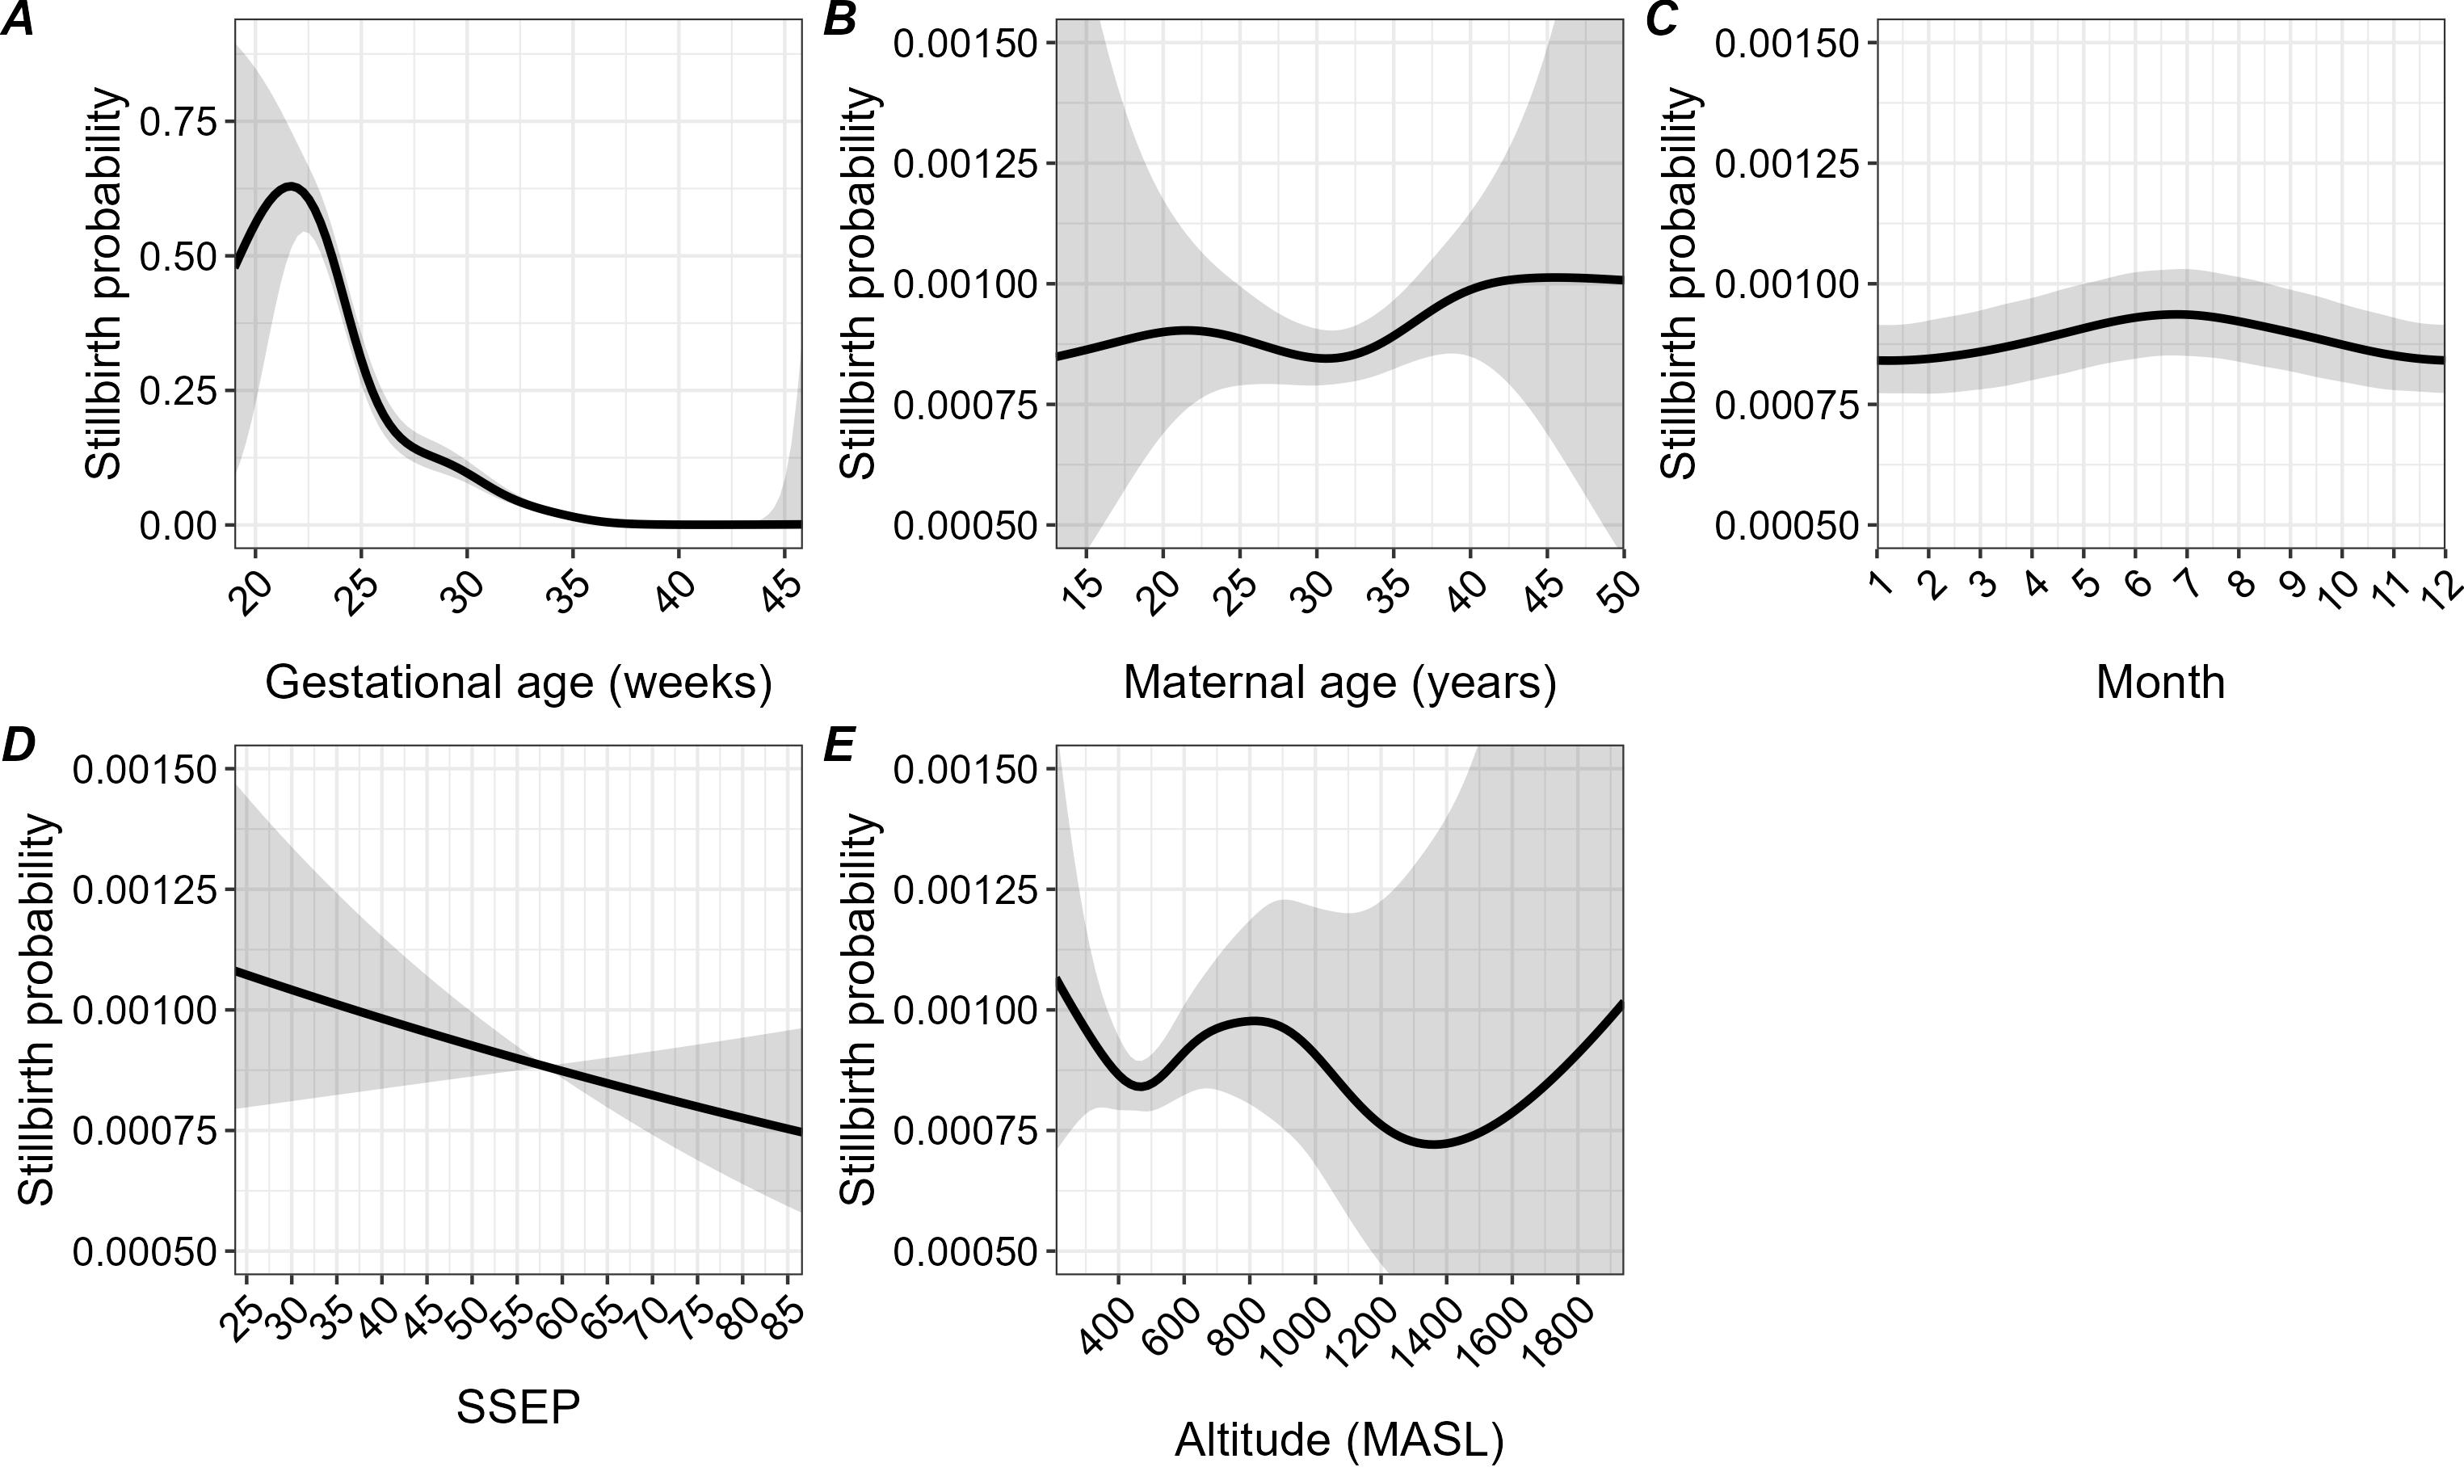 A
Stillbirth probability
0.75
0.50
0.25
0.00
20 25 30 35 40 45
Gestational age (weeks)
B
Stillbirth probability
0.00150
0.00125
0.00100
0.00075
0.00050
15 20 25 30 35 40 45 50
Maternal age (years)
C
Stillbirth probability
0.00150
0.00125
0.00100
0.00075
0.00050
1 2 3 4 5 6 7 8 9 10 11 12
Month
D
Stillbirth probability
0.00150
0.00125
0.00100
0.00075
0.00050
25 30 35 40 45 50 55 60 65 70 75 80 85
SSEP
E
Stillbirth probability
0.00150
0.00125
0.00100
0.00075
0.00050
400 600 800 1000 1200 1400 1600 1800
Altitude (MASL)